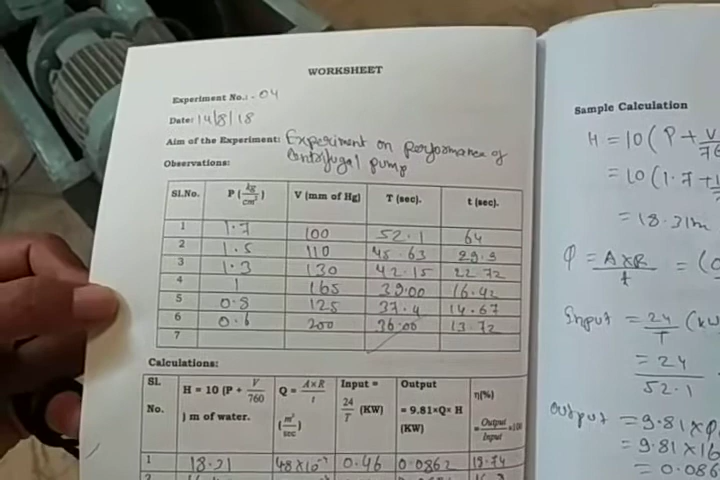 WORKSHEET
Experiment No.: - 04
Date: 14/8/18
Aim of the Experiment: Experiment on performance of
Centrifugal pump
Observations:
Sl.No. P (kg/cm²) V (mm of Hg) T (sec). t (sec).
1 1.7 100 52.1 64
2 1.5 110 45.63 29.9
3 1.3 130 42.15 22.72
4 1 165 39.00 16.42
5 0.8 125 37.4 14.67
6 0.6 200 36.00 13.72
7
Calculations:
Sl. No. H = 10 (P + V/760) m of water. Q = A×R/t (m³/sec) Input = 24/T (KW) Output = 9.81×Q×H (KW) η(%) = Output/Input ×100
1 18.31 48×10⁻⁵ 0.46 0.0862 18.74
Sample Calculation
H = 10 ( P + V/76
= 10 (1.7 + 1
= 18.31m
Q = A×R/t = (0
Input = 24/T (kw
= 24/52.1
Output = 9.81×Q
= 9.81×
= 0.086